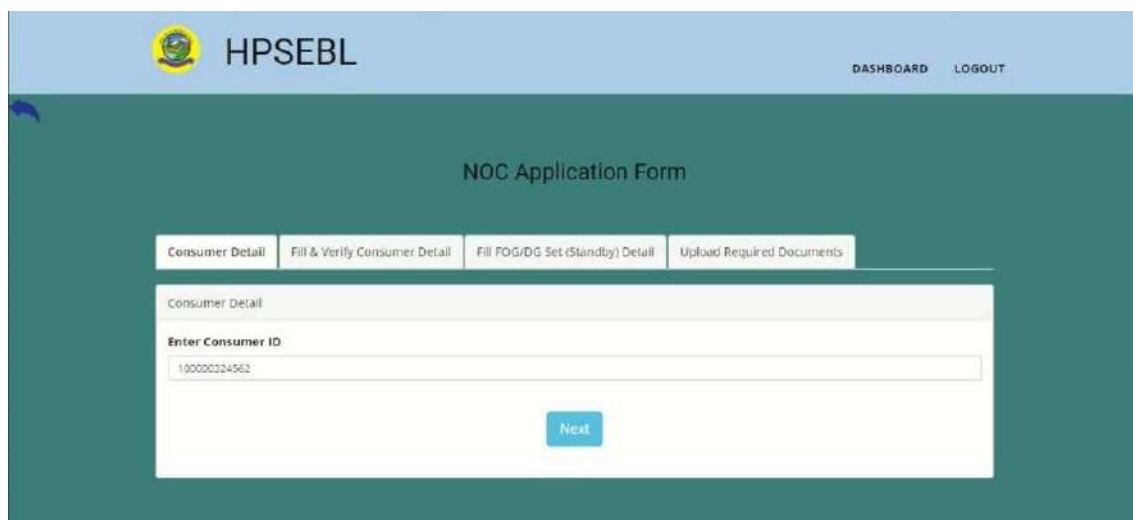 HPSEBL
DASHBOARD LOGOUT
NOC Application Form
Consumer Detail Fill & Verify Consumer Detail Fill FOG/DG Set (Standby) Detail Upload Required Documents
Consumer Detail
Enter Consumer ID
100000324562
Next